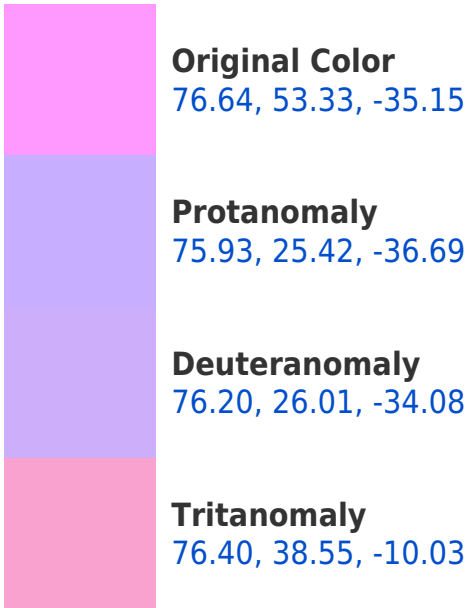 Original Color
76.64, 53.33, -35.15
Protanomaly
75.93, 25.42, -36.69
Deuteranomaly
76.20, 26.01, -34.08
Tritanomaly
76.40, 38.55, -10.03